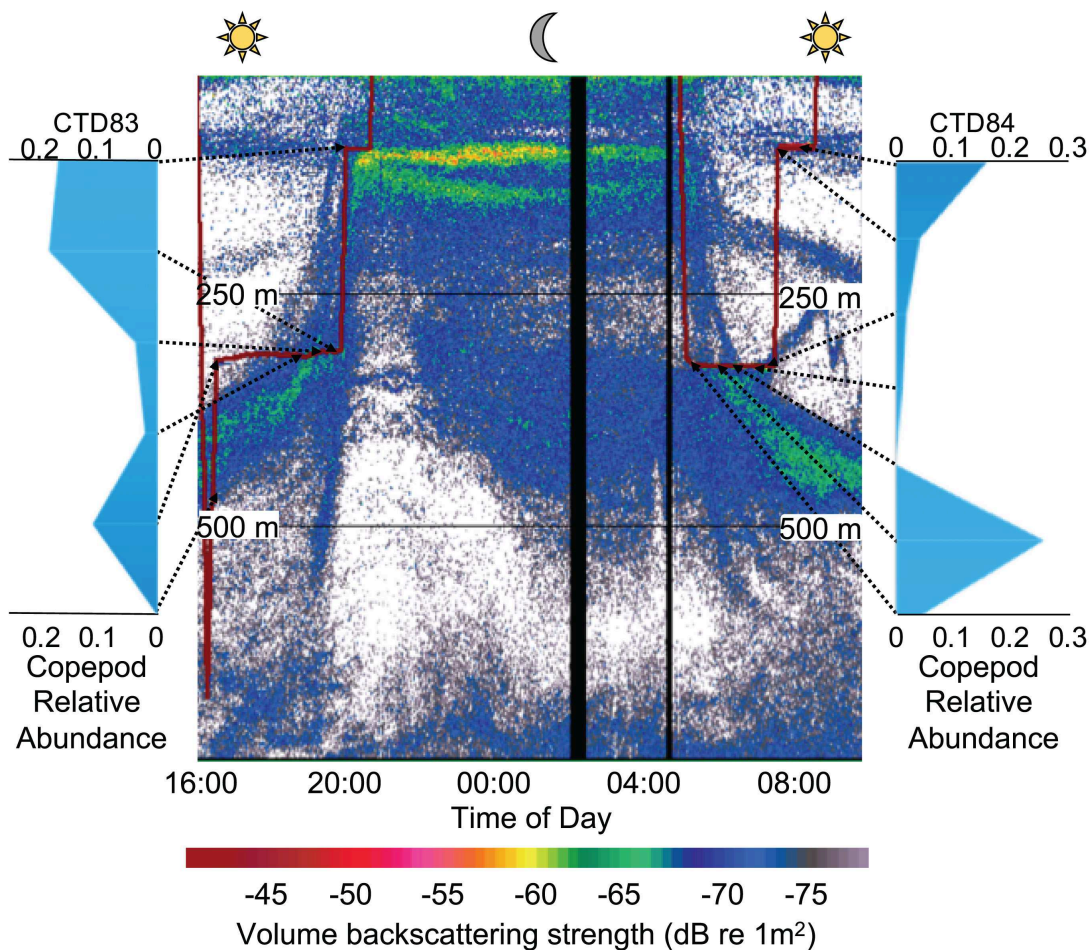 CTD83
0.2 0.1 0
CTD84
0 0.1 0.2 0.3
250 m
250 m
500 m
500 m
0.2 0.1 0
Copepod
Relative
Abundance
0 0.1 0.2 0.3
Copepod
Relative
Abundance
16:00 20:00 00:00 04:00 08:00
Time of Day
-45 -50 -55 -60 -65 -70 -75
Volume backscattering strength (dB re 1m²)